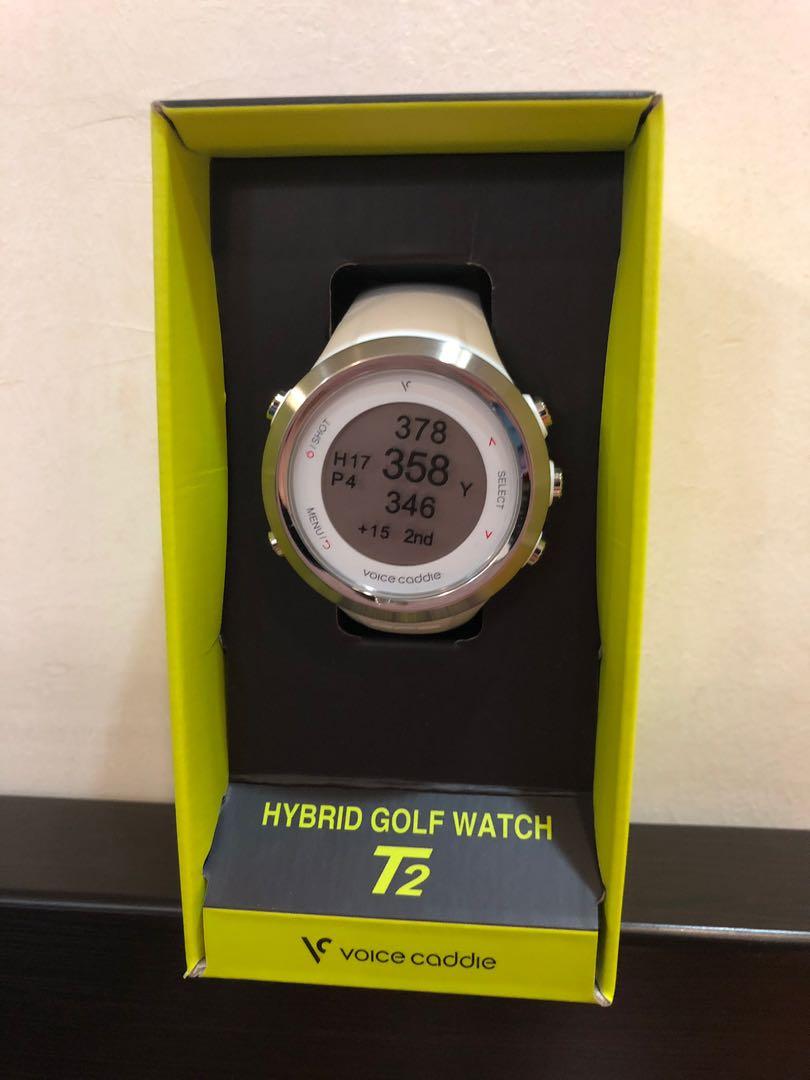 378
H17 358 Y
P4
346
+15 2nd
/SHOT
MENU/
SELECT
voice caddie
HYBRID GOLF WATCH
T2
voice caddie